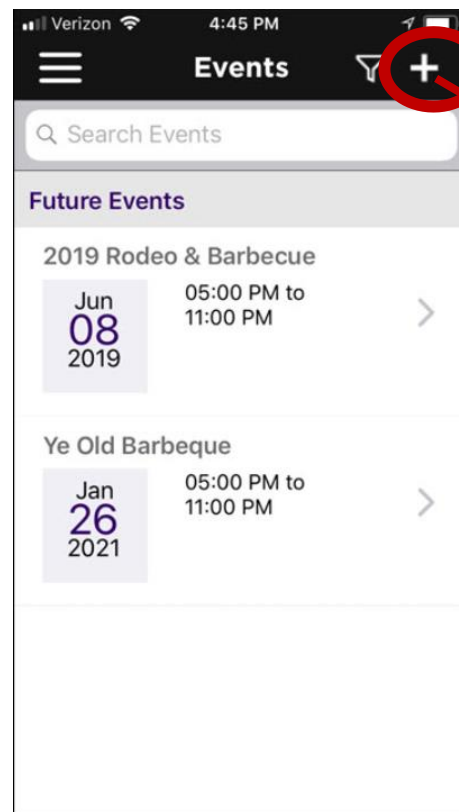 Verizon 4:45 PM
Events
Search Events
Future Events
2019 Rodeo & Barbecue
Jun
08
2019
05:00 PM to
11:00 PM
Ye Old Barbeque
Jan
26
2021
05:00 PM to
11:00 PM